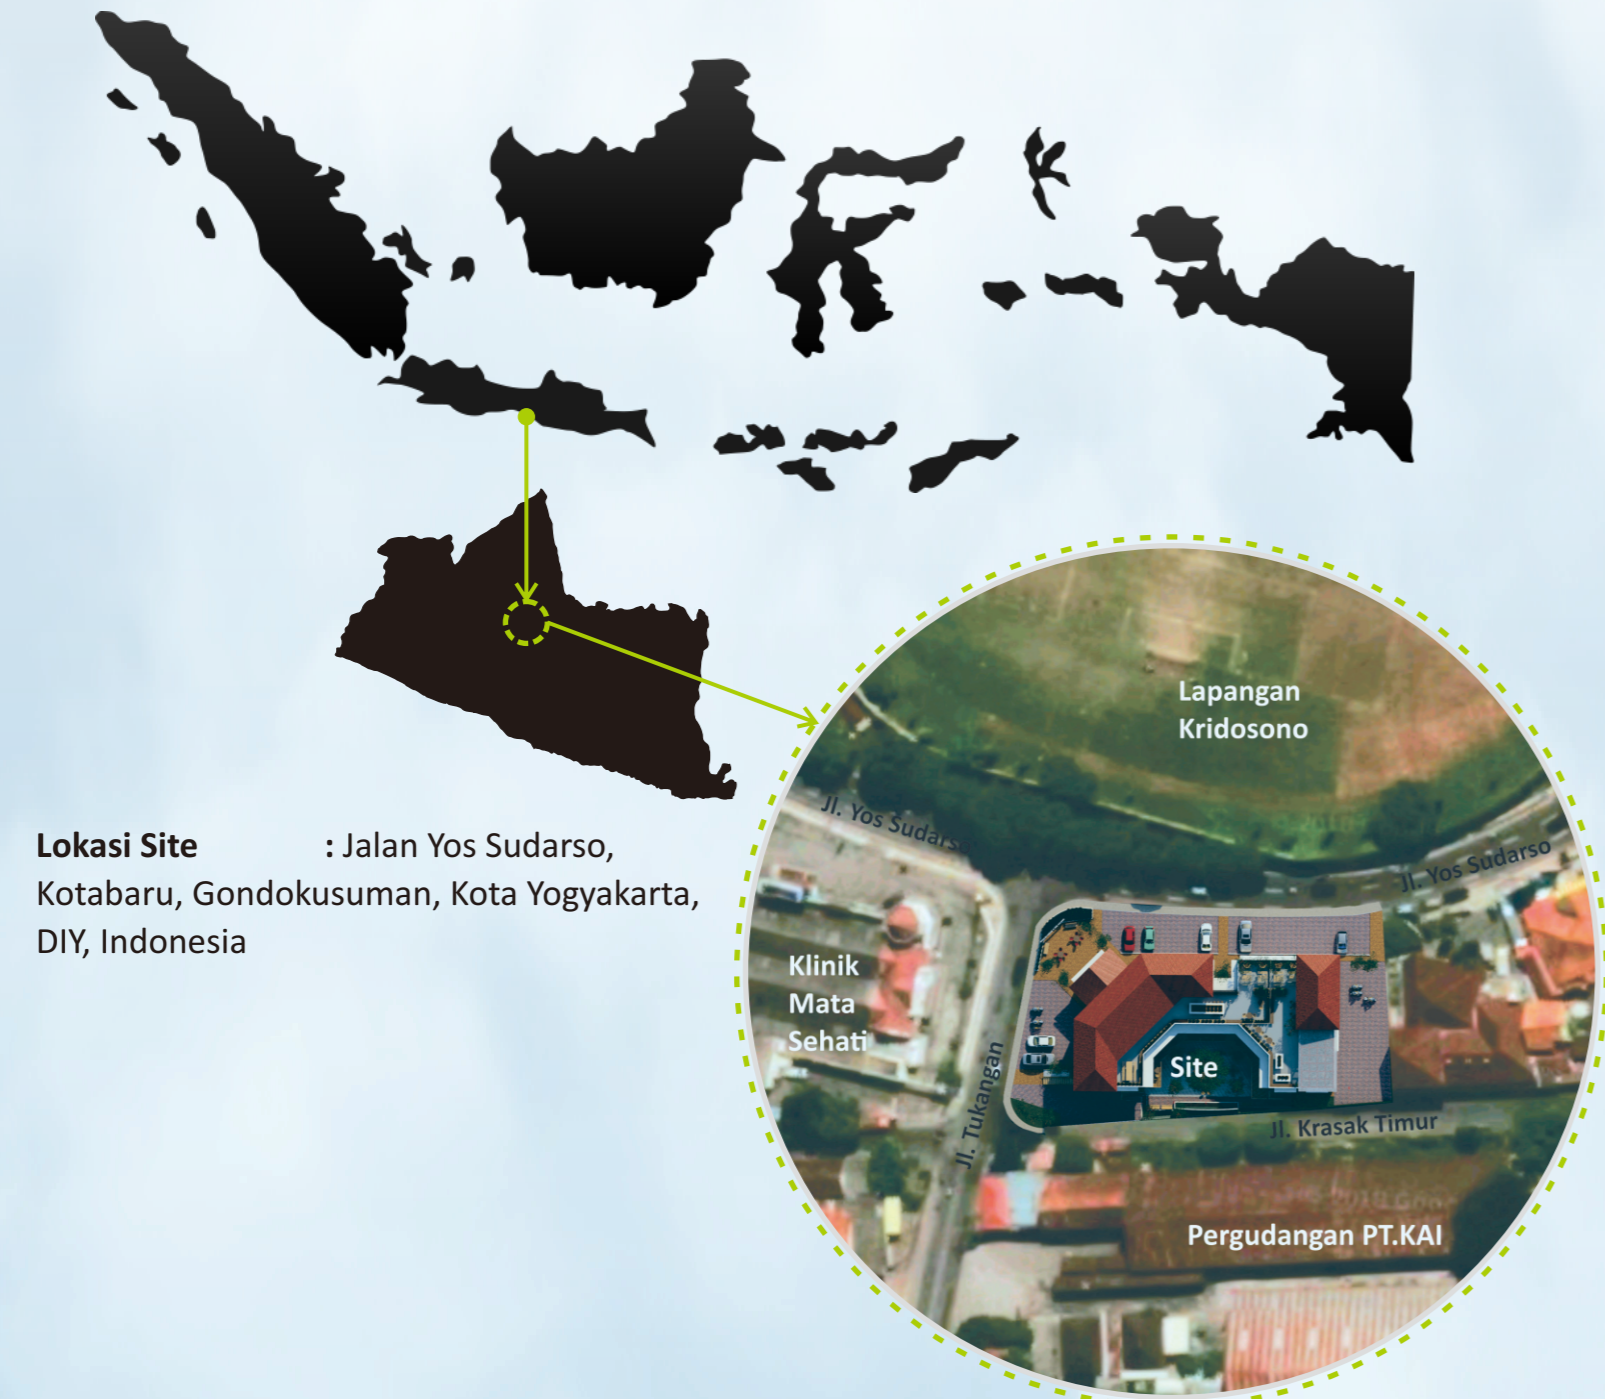 Lapangan
Kridosono
Jl. Yos Sudarso
Jl. Yos Sudarso
Lokasi Site : Jalan Yos Sudarso,
Kotabaru, Gondokusuman, Kota Yogyakarta,
DIY, Indonesia
Klinik
Mata
Sehati
Site
Jl. Tukangan
Jl. Krasak Timur
Pergudangan PT.KAI